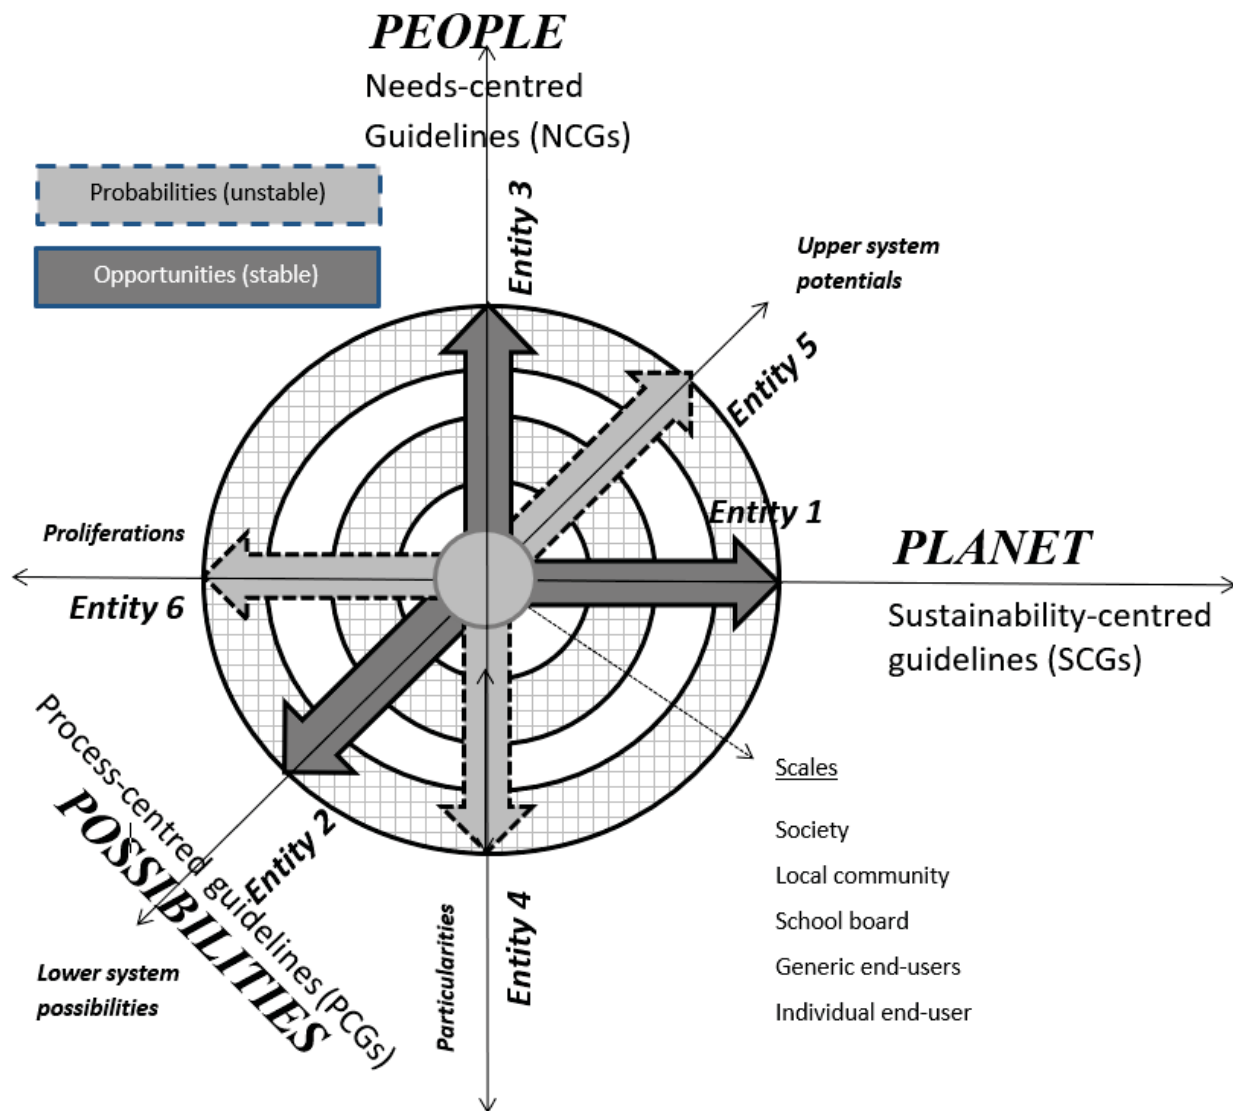 PEOPLE
Needs-centred
Guidelines (NCGs)
Probabilities (unstable)
Opportunities (stable)
Entity 3
Upper system
potentials
Entity 5
Entity 1
Proliferations
Entity 6
PLANET
Sustainability-centred
guidelines (SCGs)
Process-centred guidelines (PCGs)
POSSIBILITIES
Entity 2
Lower system
possibilities
Particularities
Entity 4
Scales
Society
Local community
School board
Generic end-users
Individual end-user